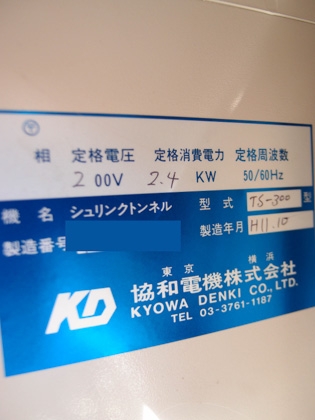 相 定格電圧 定格消費電力 定格周波数
200V 2.4 KW 50/60Hz
機名 シュリンクトンネル 型式 TS-300 型
製造番号 製造年月 H11.10
東京 横浜
KD 協和電機株式会社
KYOWA DENKI CO., LTD.
TEL 03-3761-1187